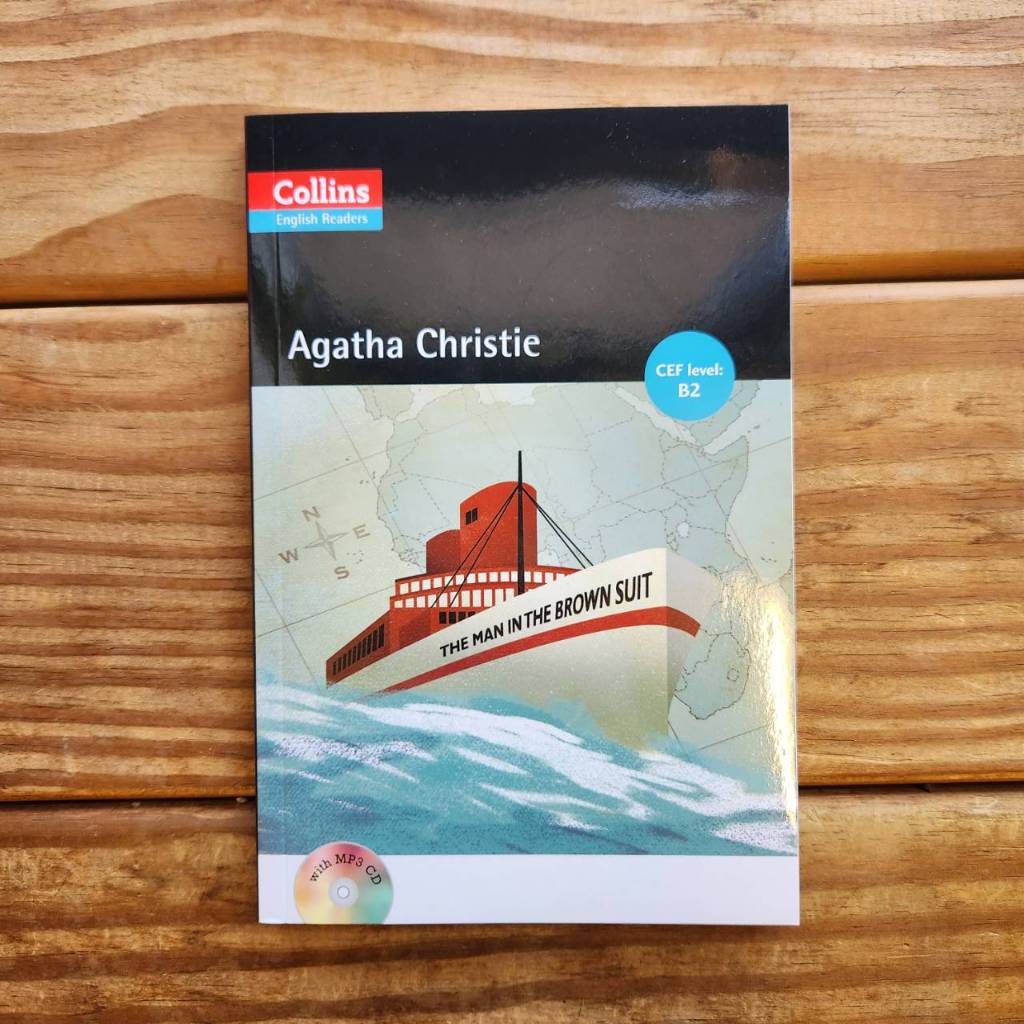 Collins
English Readers
Agatha Christie
CEF level:
B2
N
W E
S
THE MAN IN THE BROWN SUIT
with MP3 CD